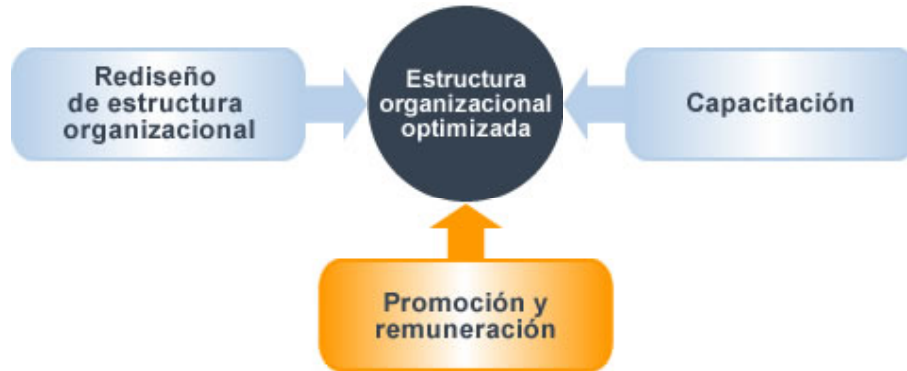 Rediseño
de estructura
organizacional
Estructura
organizacional
optimizada
Capacitación
Promoción y
remuneración